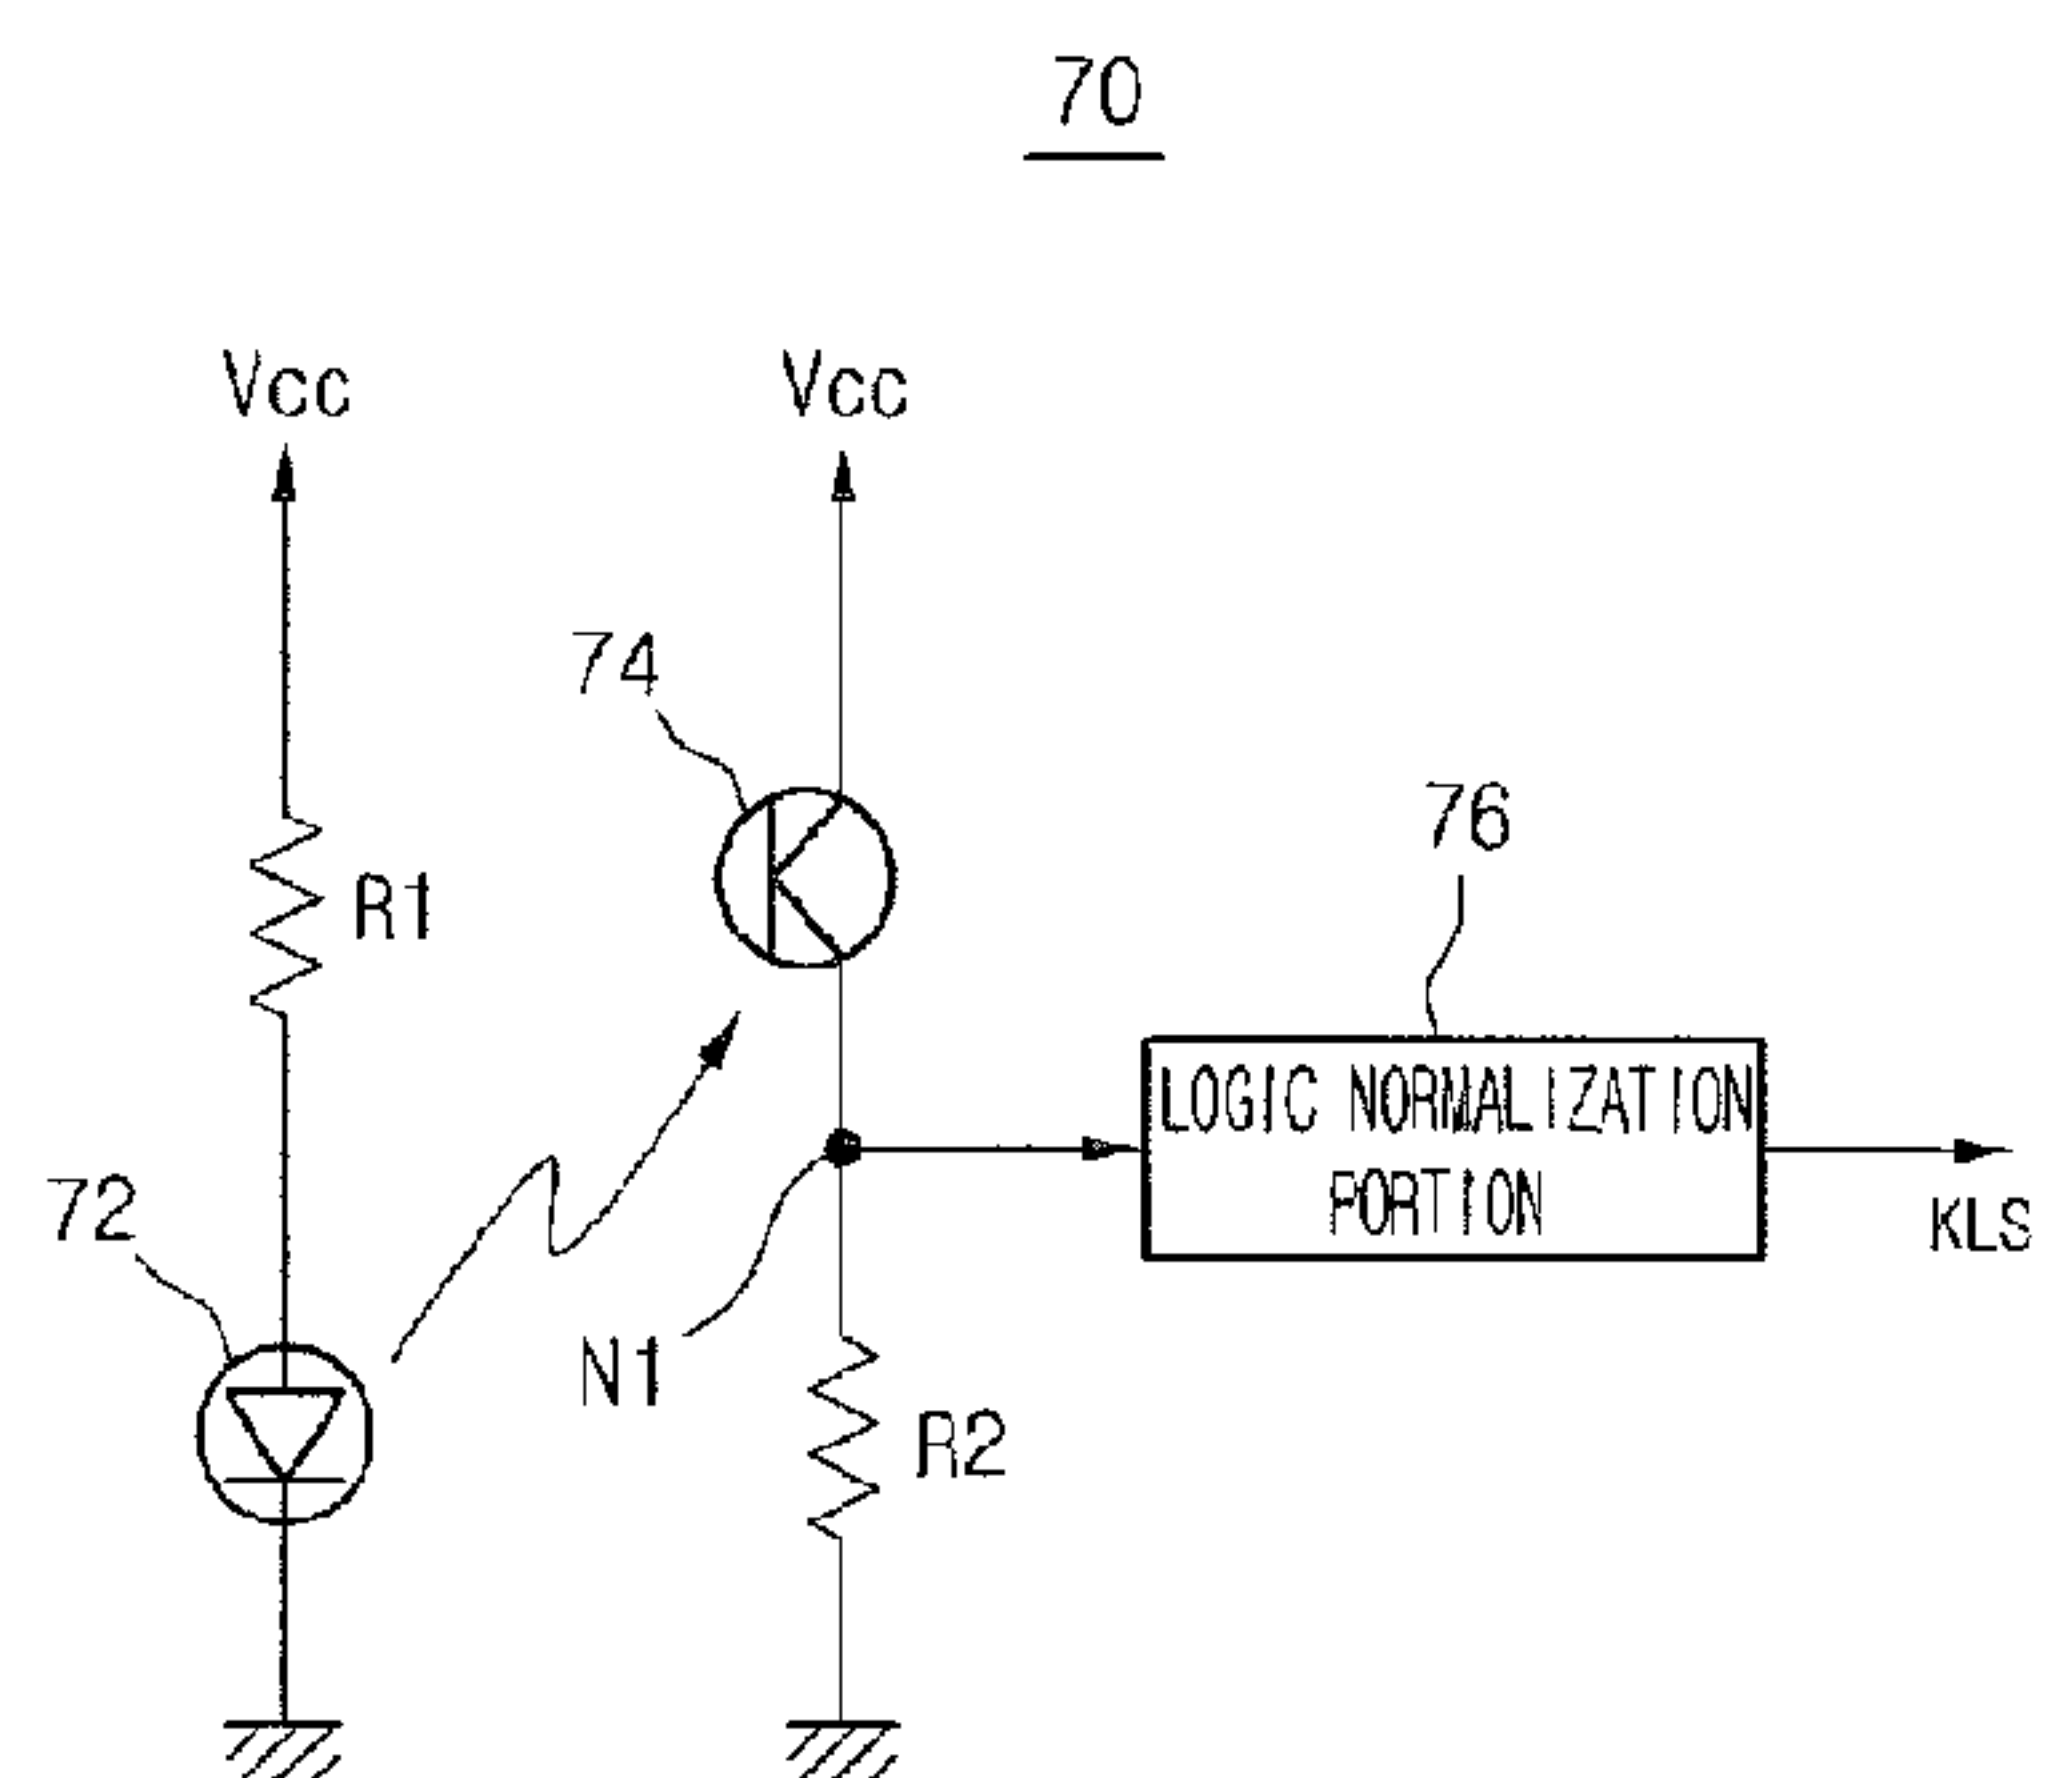 70
Vcc
Vcc
74
76
R1
LOGIC NORMALIZATION
PORTION
72
KLS
N1
R2